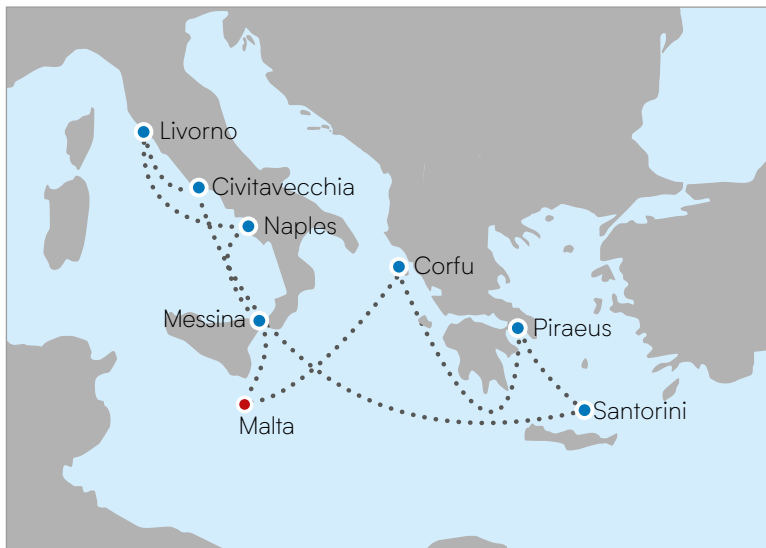 Livorno
Civitavecchia
Naples
Corfu
Messina
Piraeus
Santorini
Malta